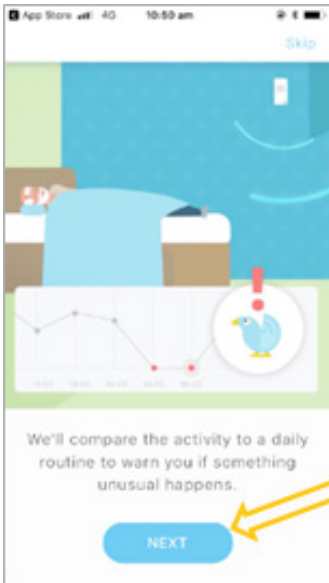 App Store 4G 10:50 am
Skip
We'll compare the activity to a daily
routine to warn you if something
unusual happens.
NEXT